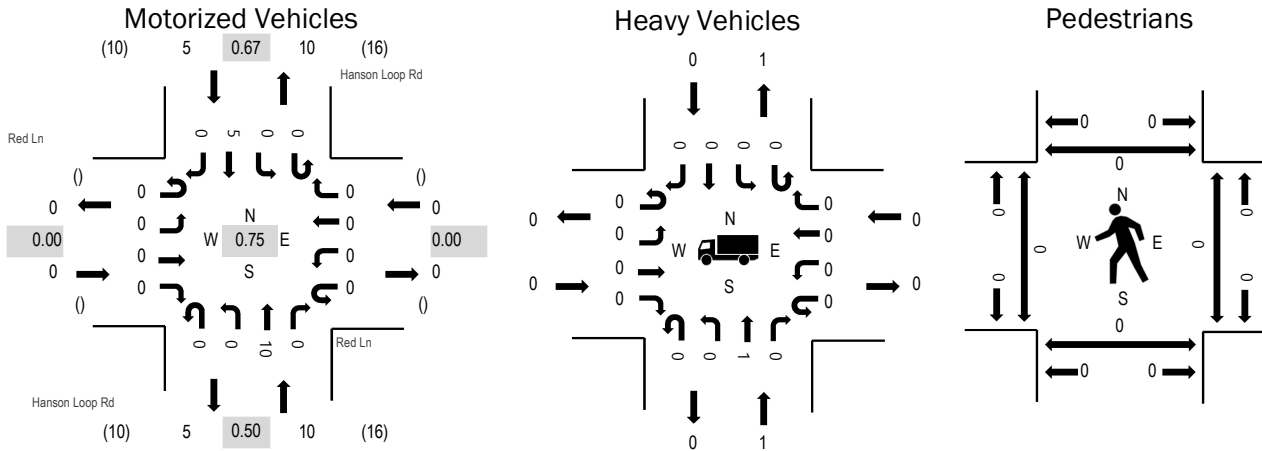 Motorized Vehicles
(10) 5 0.67 10 (16)
Hanson Loop Rd
Red Ln
0 5 0 0
() 0 0 ()
0 0 0 0
0 N 0
0.00 W 0.75 E 0.00
0 0 S 0 0
() 0 0 ()
0 0 10 0
Red Ln
Hanson Loop Rd
(10) 5 0.50 10 (16)
Heavy Vehicles
0 1
0 0 0 0
0 0
0 0 N 0 0
0 W E 0
0 0 S 0 0
0 0
0 0 1 0
0 1
Pedestrians
0 0
0
N
0 0
W E
0 0
0 0
S
0
0 0